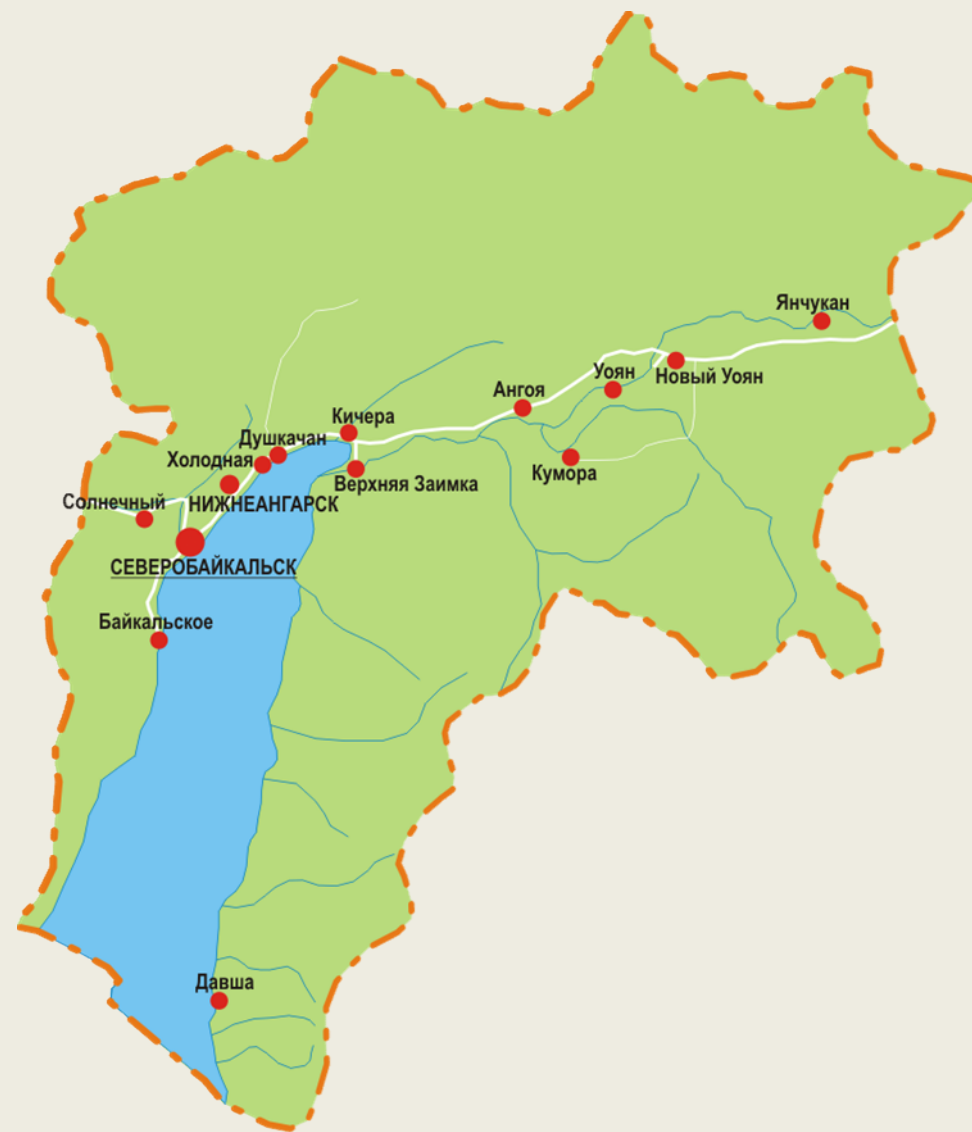 Янчукан
Новый Уоян
Уоян
Ангоя
Кичера
Душкачан
Холодная
Кумора
Верхняя Заимка
Солнечный
НИЖНЕАНГАРСК
СЕВЕРОБАЙКАЛЬСК
Байкальское
Давша